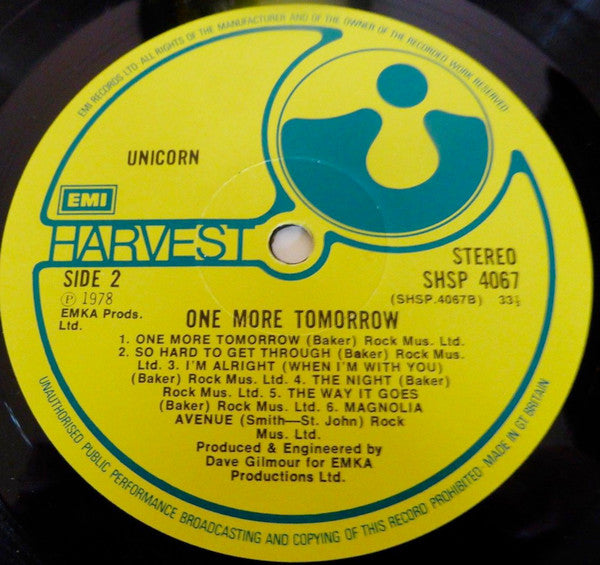 EMI RECORDS LTD. ALL RIGHTS OF THE MANUFACTURER AND OF THE OWNER OF THE RECORDED WORK RESERVED
UNICORN
EMI
HARVEST
STEREO
SIDE 2
SHSP 4067
℗ 1978
(SHSP.4067B) 33⅓
EMKA Prods.
Ltd.
ONE MORE TOMORROW
1. ONE MORE TOMORROW (Baker) Rock Mus. Ltd.
2. SO HARD TO GET THROUGH (Baker) Rock Mus.
Ltd. 3. I'M ALRIGHT (WHEN I'M WITH YOU)
(Baker) Rock Mus. Ltd. 4. THE NIGHT (Baker)
Rock Mus. Ltd. 5. THE WAY IT GOES
(Baker) Rock Mus. Ltd. 6. MAGNOLIA
AVENUE (Smith—St. John) Rock
Mus. Ltd.
Produced & Engineered by
Dave Gilmour for EMKA
Productions Ltd.
UNAUTHORISED PUBLIC PERFORMANCE BROADCASTING AND COPYING OF THIS RECORD PROHIBITED. MADE IN GT BRITAIN